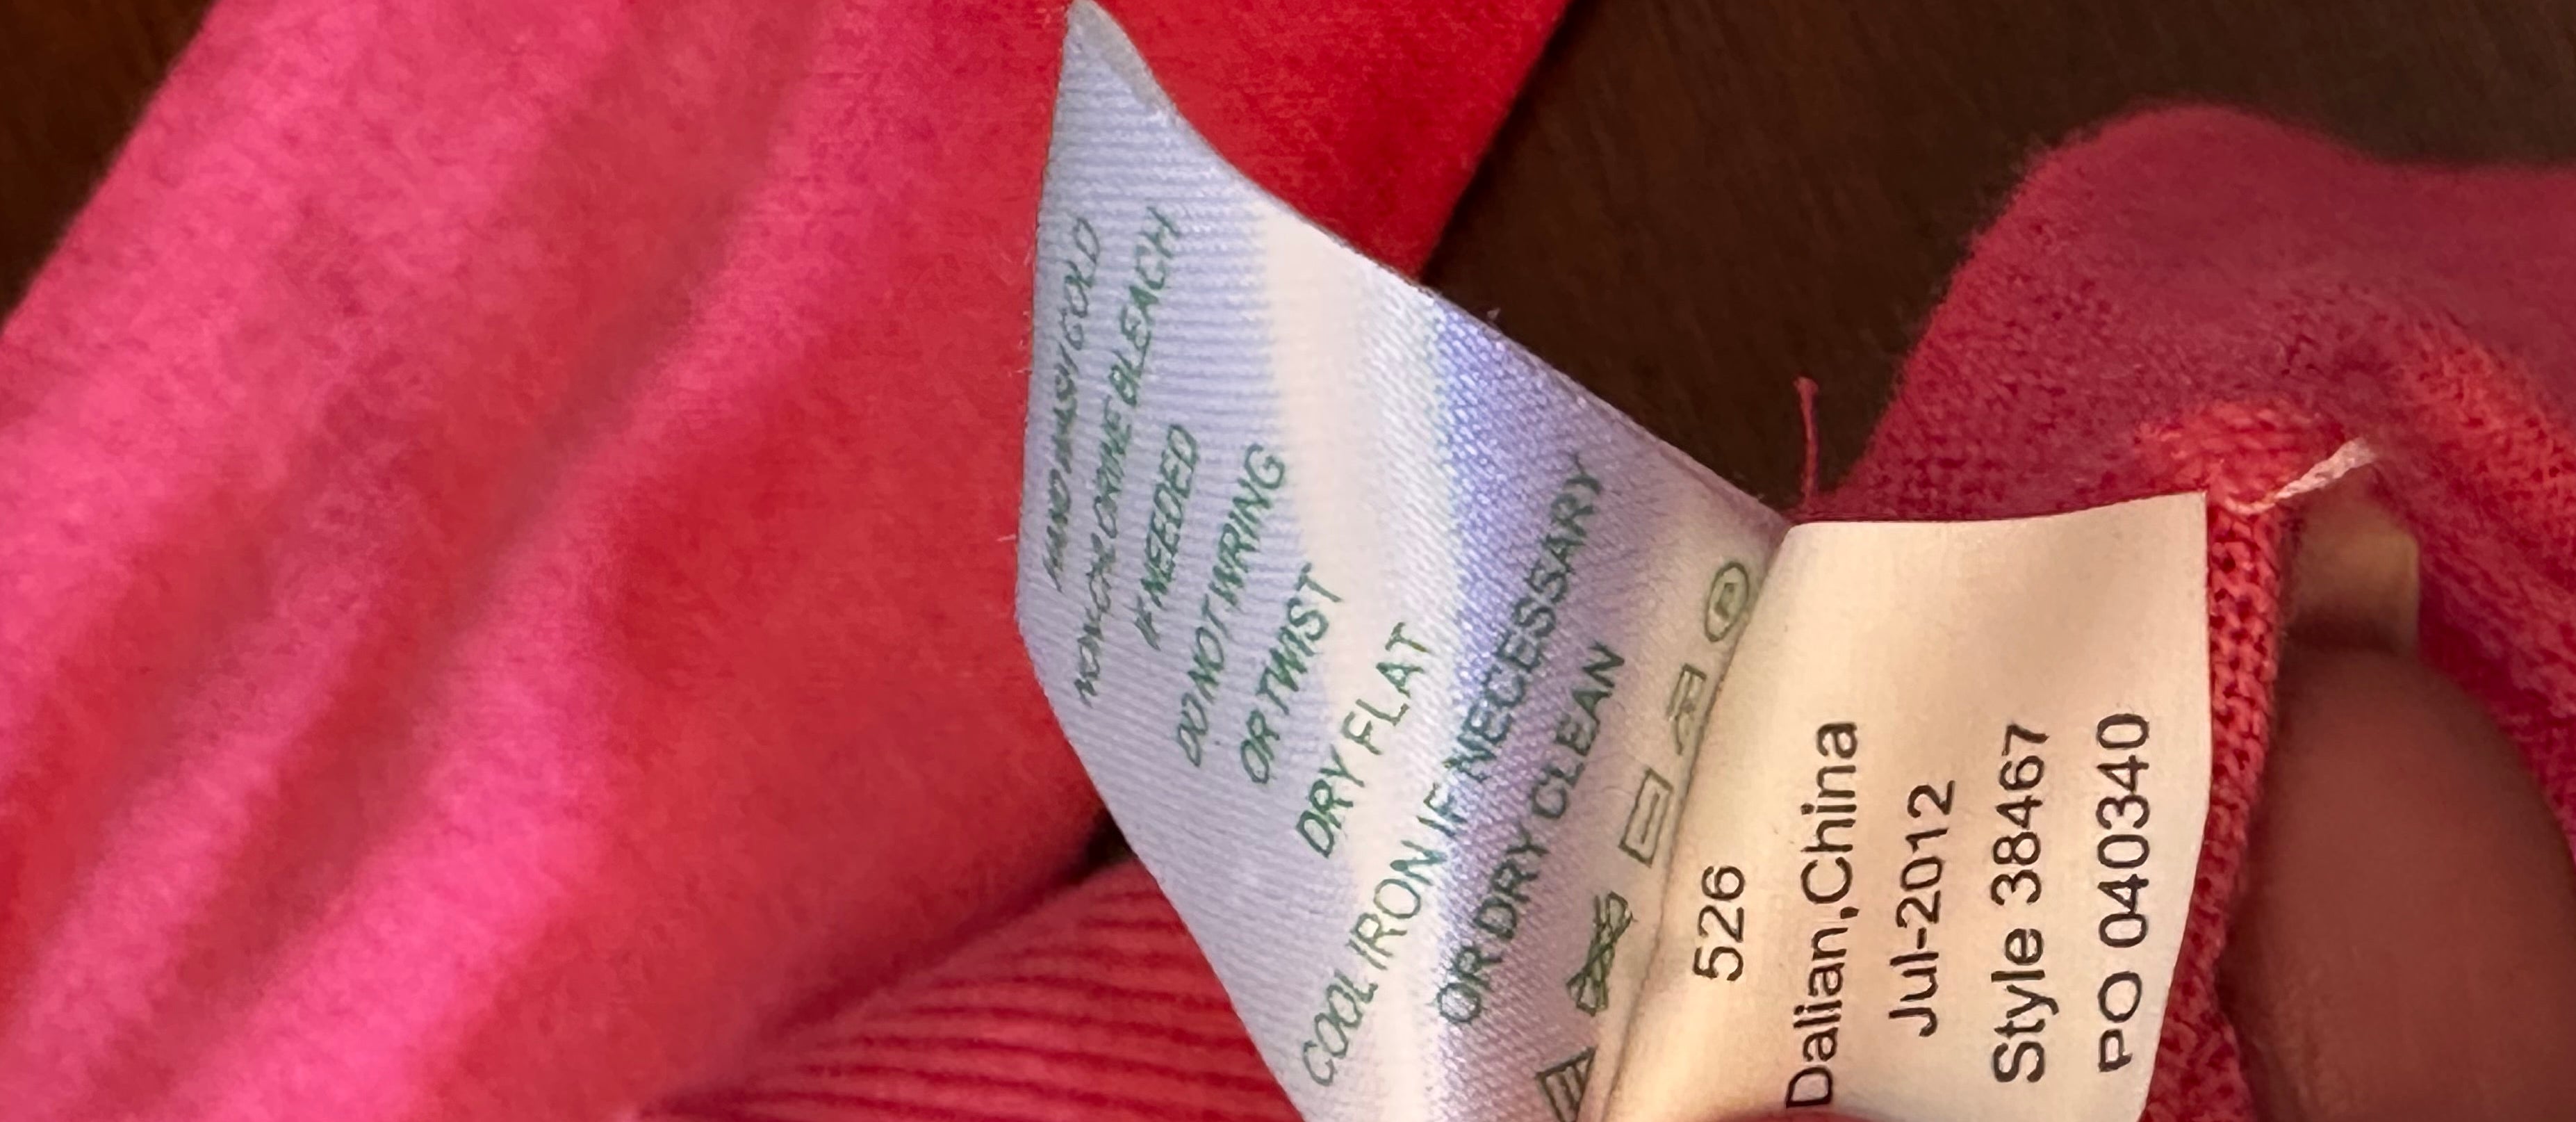 HAND WASH COLD
NON-CHLORINE BLEACH
IF NEEDED
DO NOT WRING
OR TWIST
DRY FLAT
COOL IRON IF NECESSARY
OR DRY CLEAN
P
526
Dalian,China
Jul-2012
Style 38467
PO 040340